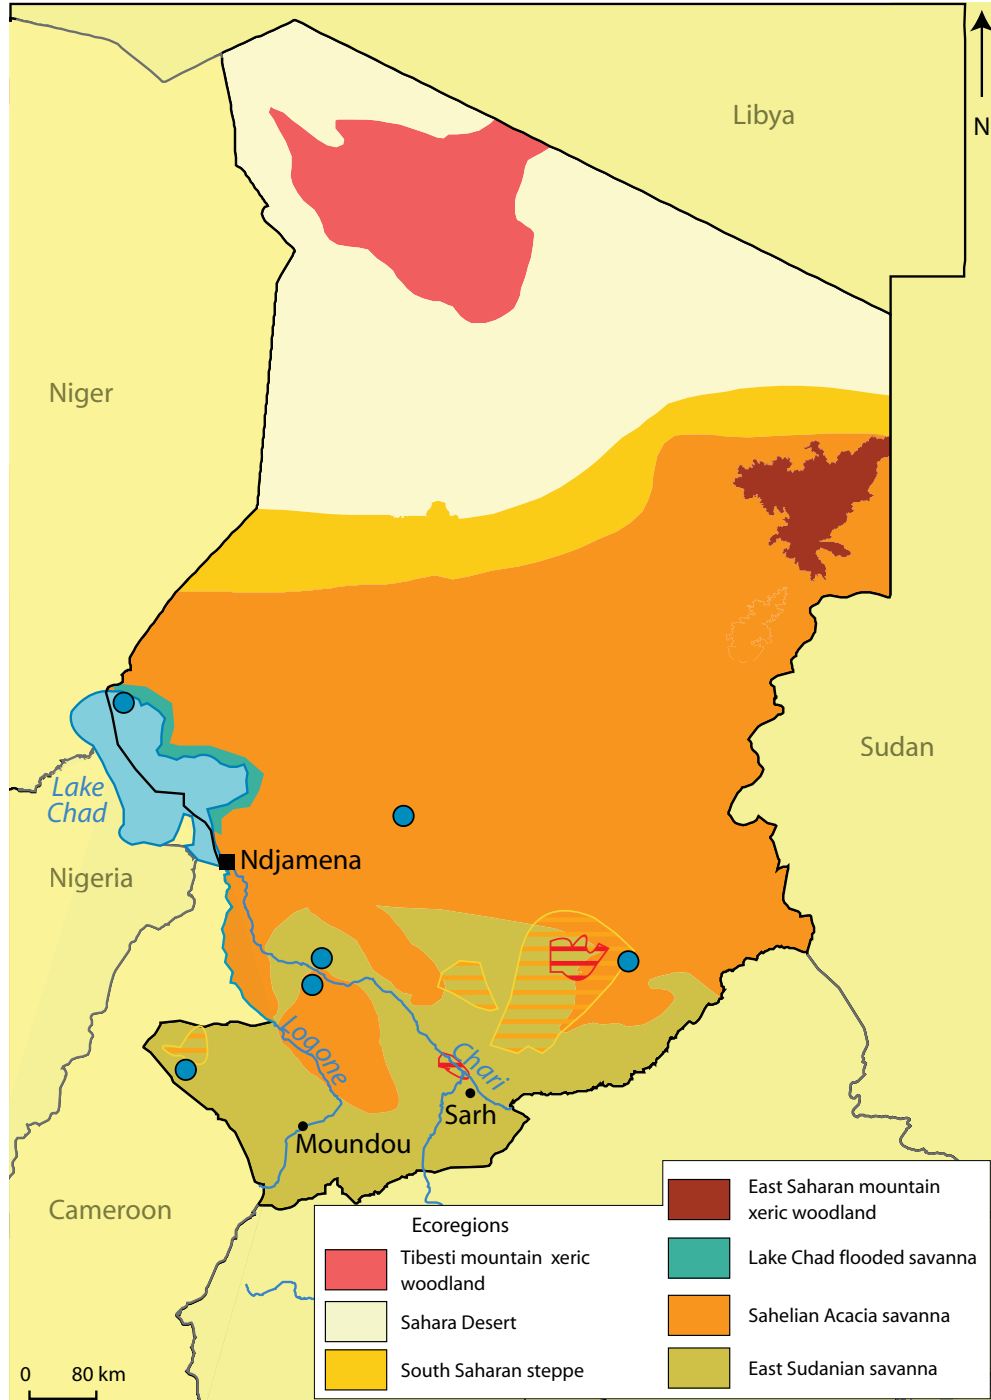 Libya
N
Niger
Sudan
Lake
Chad
Ndjamena
Nigeria
Logone
Chari
Sarh
Moundou
Cameroon
Ecoregions
Tibesti mountain xeric
woodland
Sahara Desert
South Saharan steppe
East Saharan mountain
xeric woodland
Lake Chad flooded savanna
Sahelian Acacia savanna
East Sudanian savanna
0 80 km